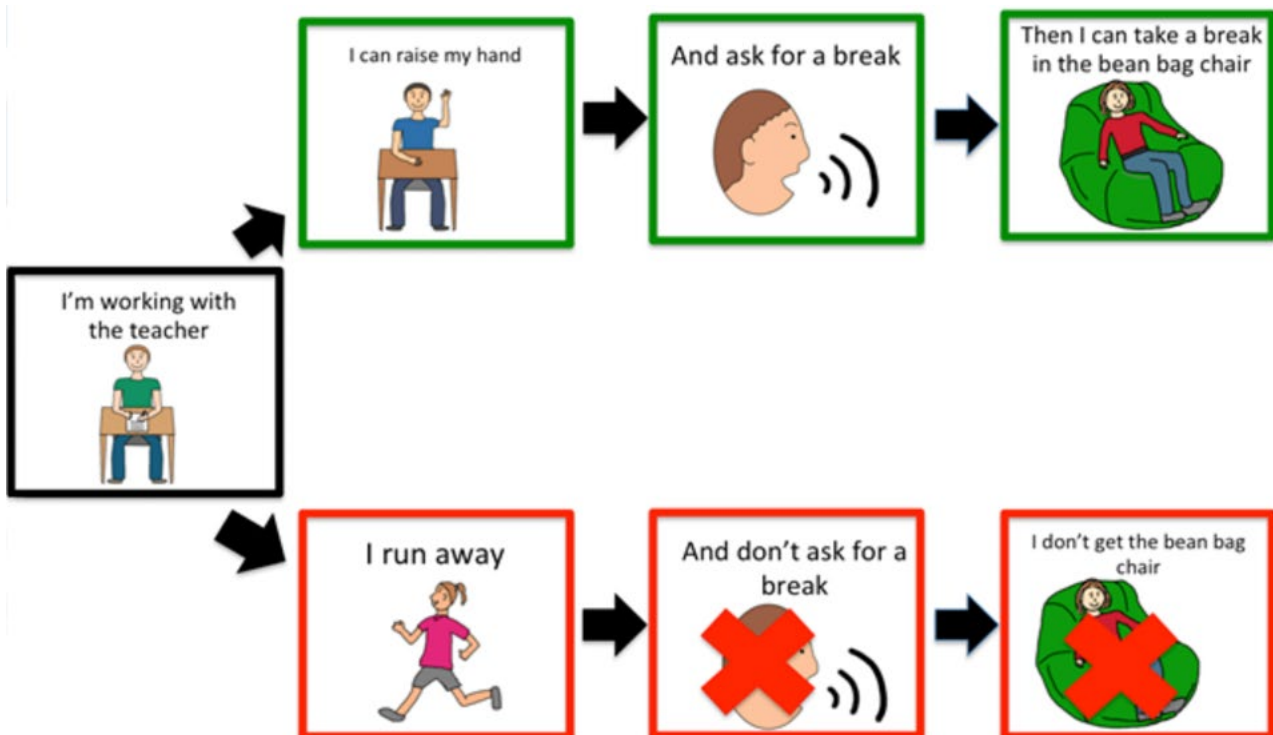 I'm working with
the teacher
I can raise my hand
And ask for a break
Then I can take a break
in the bean bag chair
I run away
And don't ask for a
break
I don't get the bean bag
chair